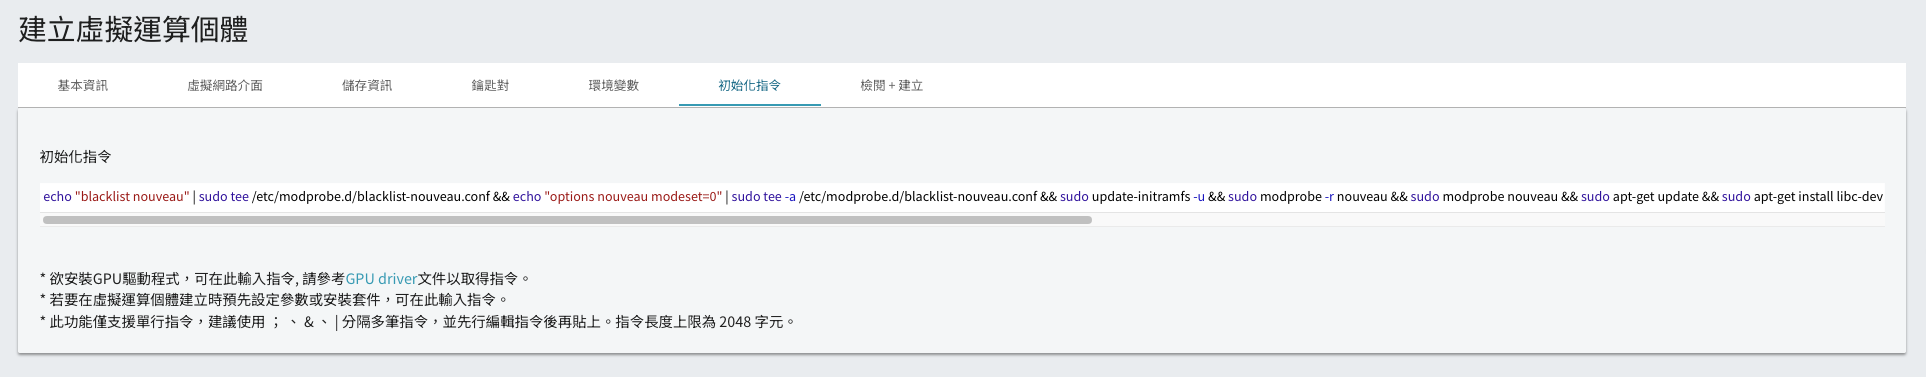 建立虛擬運算個體
基本資訊 虛擬網路介面 儲存資訊 鑰匙對 環境變數 初始化指令 檢閱 + 建立
初始化指令
echo "blacklist nouveau" | sudo tee /etc/modprobe.d/blacklist-nouveau.conf && echo "options nouveau modeset=0" | sudo tee -a /etc/modprobe.d/blacklist-nouveau.conf && sudo update-initramfs -u && sudo modprobe -r nouveau && sudo modprobe nouveau && sudo apt-get update && sudo apt-get install libc-dev
* 欲安裝GPU驅動程式，可在此輸入指令, 請參考GPU driver文件以取得指令。
* 若要在虛擬運算個體建立時預先設定參數或安裝套件，可在此輸入指令。
* 此功能僅支援單行指令，建議使用 ； 、 & 、 | 分隔多筆指令，並先行編輯指令後再貼上。指令長度上限為 2048 字元。